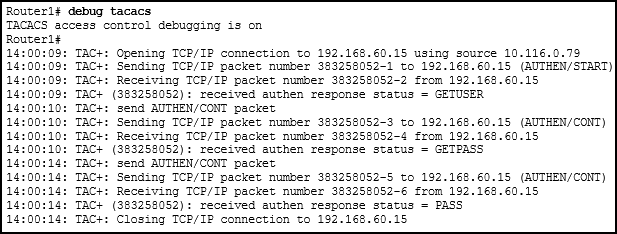 Router1# debug tacacs
TACACS access control debugging is on
Router1#
14:00:09: TAC+: Opening TCP/IP connection to 192.168.60.15 using source 10.116.0.79
14:00:09: TAC+: Sending TCP/IP packet number 383258052-1 to 192.168.60.15 (AUTHEN/START)
14:00:09: TAC+: Receiving TCP/IP packet number 383258052-2 from 192.168.60.15
14:00:09: TAC+ (383258052): received authen response status = GETUSER
14:00:10: TAC+: send AUTHEN/CONT packet
14:00:10: TAC+: Sending TCP/IP packet number 383258052-3 to 192.168.60.15 (AUTHEN/CONT)
14:00:10: TAC+: Receiving TCP/IP packet number 383258052-4 from 192.168.60.15
14:00:10: TAC+ (383258052): received authen response status = GETPASS
14:00:14: TAC+: send AUTHEN/CONT packet
14:00:14: TAC+: Sending TCP/IP packet number 383258052-5 to 192.168.60.15 (AUTHEN/CONT)
14:00:14: TAC+: Receiving TCP/IP packet number 383258052-6 from 192.168.60.15
14:00:14: TAC+ (383258052): received authen response status = PASS
14:00:14: TAC+: Closing TCP/IP connection to 192.168.60.15